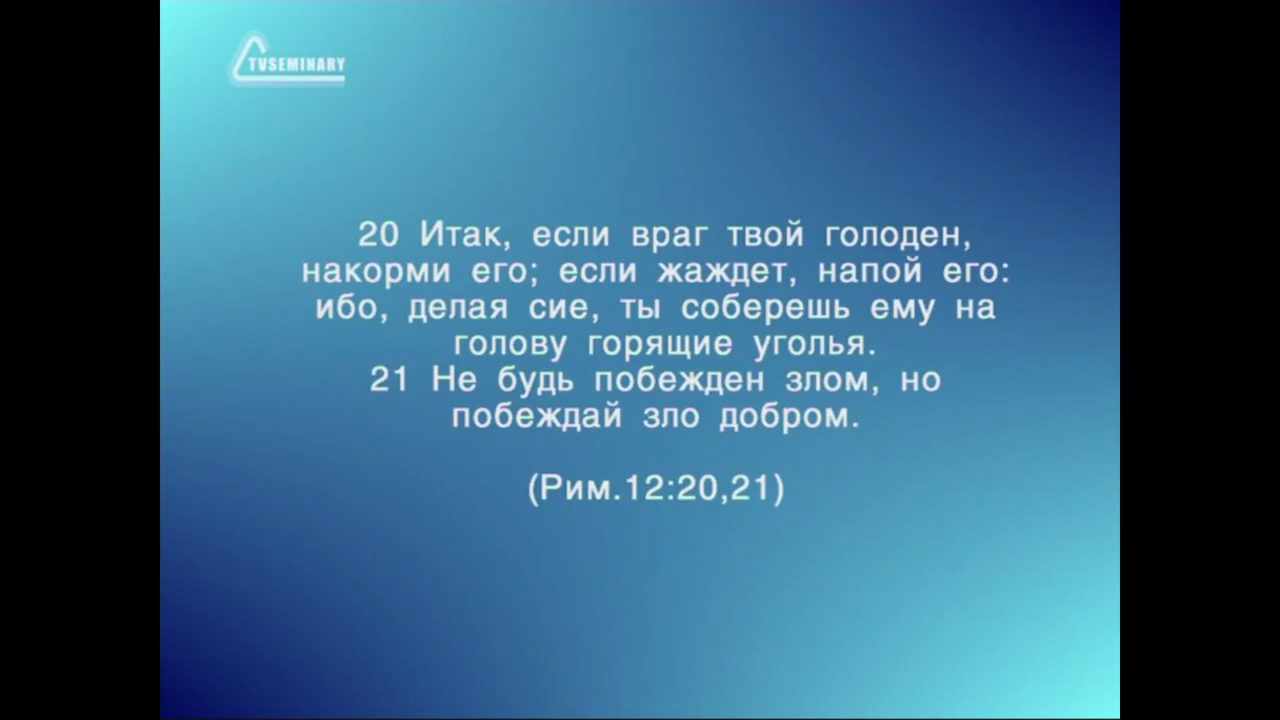 TVSEMINARY
20 Итак, если враг твой голоден,
накорми его; если жаждет, напой его:
ибо, делая сие, ты соберешь ему на
голову горящие уголья.
21 Не будь побежден злом, но
побеждай зло добром.
(Рим.12:20,21)